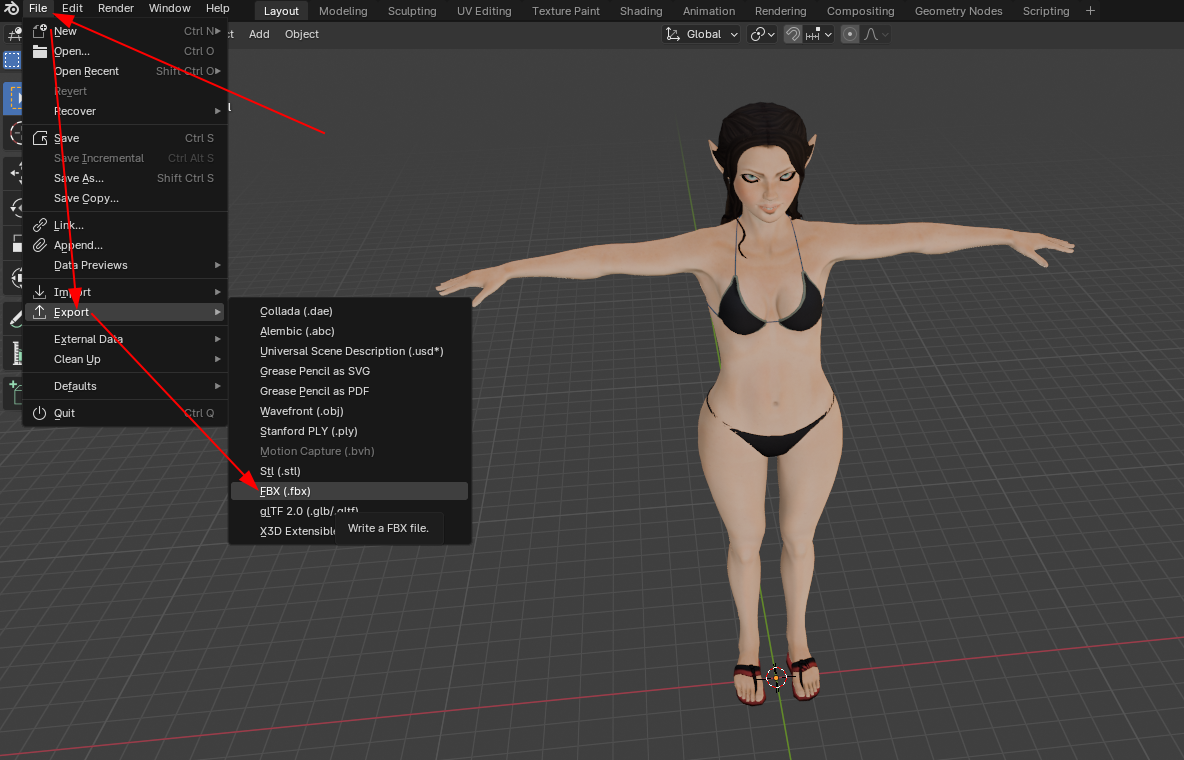 File Edit Render Window Help Layout Modeling Sculpting UV Editing Texture Paint Shading Animation Rendering Compositing Geometry Nodes Scripting +
Add Object Global
New Ctrl N
Open... Ctrl O
Open Recent Shift Ctrl O
Revert
Recover
Save Ctrl S
Save Incremental Ctrl Alt S
Save As... Shift Ctrl S
Save Copy...
Link...
Append...
Data Previews
Import
Export
External Data
Clean Up
Defaults
Quit Ctrl Q
Collada (.dae)
Alembic (.abc)
Universal Scene Description (.usd*)
Grease Pencil as SVG
Grease Pencil as PDF
Wavefront (.obj)
Stanford PLY (.ply)
Motion Capture (.bvh)
Stl (.stl)
FBX (.fbx)
glTF 2.0 (.glb/.gltf)
X3D Extensible
Write a FBX file.